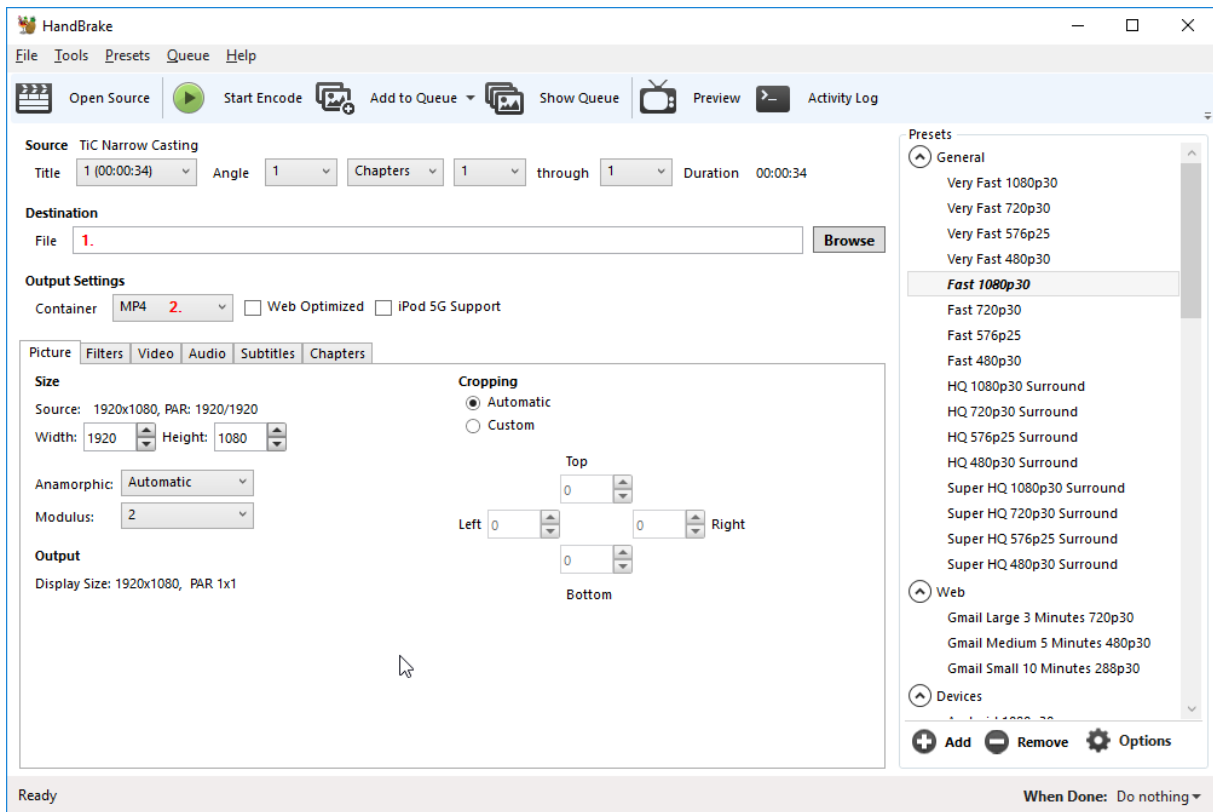 HandBrake
File Tools Presets Queue Help
Open Source Start Encode Add to Queue Show Queue Preview Activity Log
Source TiC Narrow Casting
Title 1 (00:00:34) Angle 1 Chapters 1 through 1 Duration 00:00:34
Destination
File 1. Browse
Output Settings
Container MP4 2. Web Optimized iPod 5G Support
Picture Filters Video Audio Subtitles Chapters
Size
Source: 1920x1080, PAR: 1920/1920
Width: 1920 Height: 1080
Anamorphic: Automatic
Modulus: 2
Output
Display Size: 1920x1080, PAR 1x1
Cropping
Automatic
Custom
Top
0
Left 0 0 Right
0
Bottom
Presets
General
Very Fast 1080p30
Very Fast 720p30
Very Fast 576p25
Very Fast 480p30
Fast 1080p30
Fast 720p30
Fast 576p25
Fast 480p30
HQ 1080p30 Surround
HQ 720p30 Surround
HQ 576p25 Surround
HQ 480p30 Surround
Super HQ 1080p30 Surround
Super HQ 720p30 Surround
Super HQ 576p25 Surround
Super HQ 480p30 Surround
Web
Gmail Large 3 Minutes 720p30
Gmail Medium 5 Minutes 480p30
Gmail Small 10 Minutes 288p30
Devices
Add Remove Options
Ready When Done: Do nothing